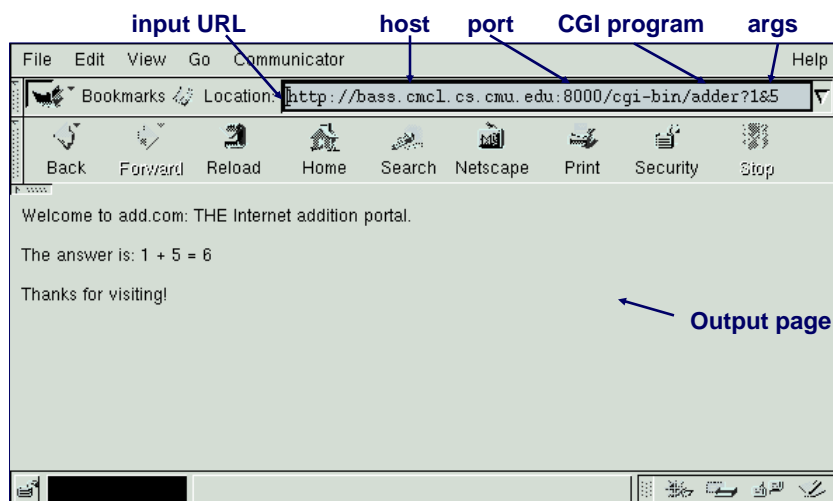 input URL host port CGI program args
File Edit View Go Communicator Help
Bookmarks Location: http://bass.cmcl.cs.cmu.edu:8000/cgi-bin/adder?1&5
Back Forward Reload Home Search Netscape Print Security Stop
Welcome to add.com: THE Internet addition portal.
The answer is: 1 + 5 = 6
Thanks for visiting!
Output page